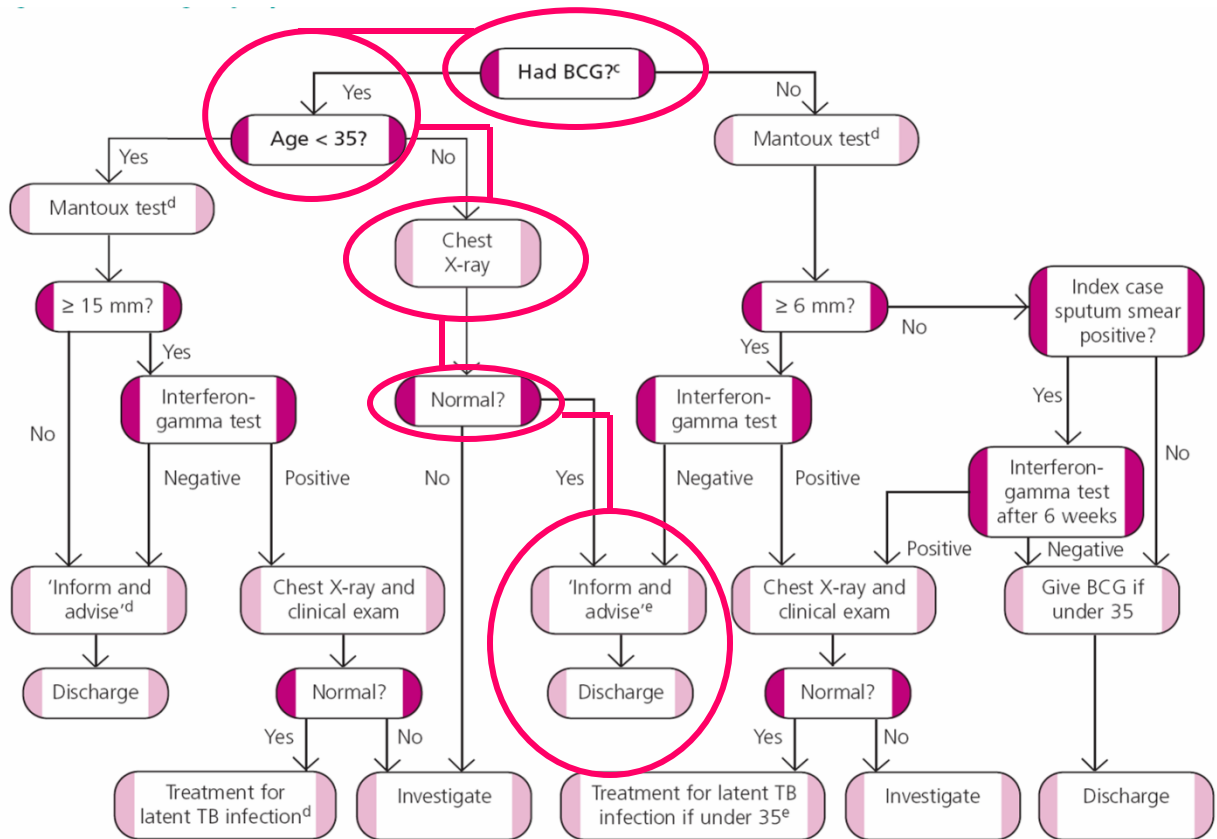 Had BCG?c
Yes
No
Age < 35?
Mantoux testd
Yes
No
Mantoux testd
Chest
X-ray
≥ 15 mm?
≥ 6 mm?
No
Index case
sputum smear
positive?
Yes
Yes
Interferon-
gamma test
Normal?
Interferon-
gamma test
Yes
No
No
Negative
Positive
No
Yes
Negative
Positive
Interferon-
gamma test
after 6 weeks
Positive
Negative
'Inform and
advise'd
Chest X-ray and
clinical exam
'Inform and
advise'e
Chest X-ray and
clinical exam
Give BCG if
under 35
Discharge
Normal?
Discharge
Normal?
Yes
No
Yes
No
Treatment for
latent TB infectiond
Investigate
Treatment for latent TB
infection if under 35e
Investigate
Discharge